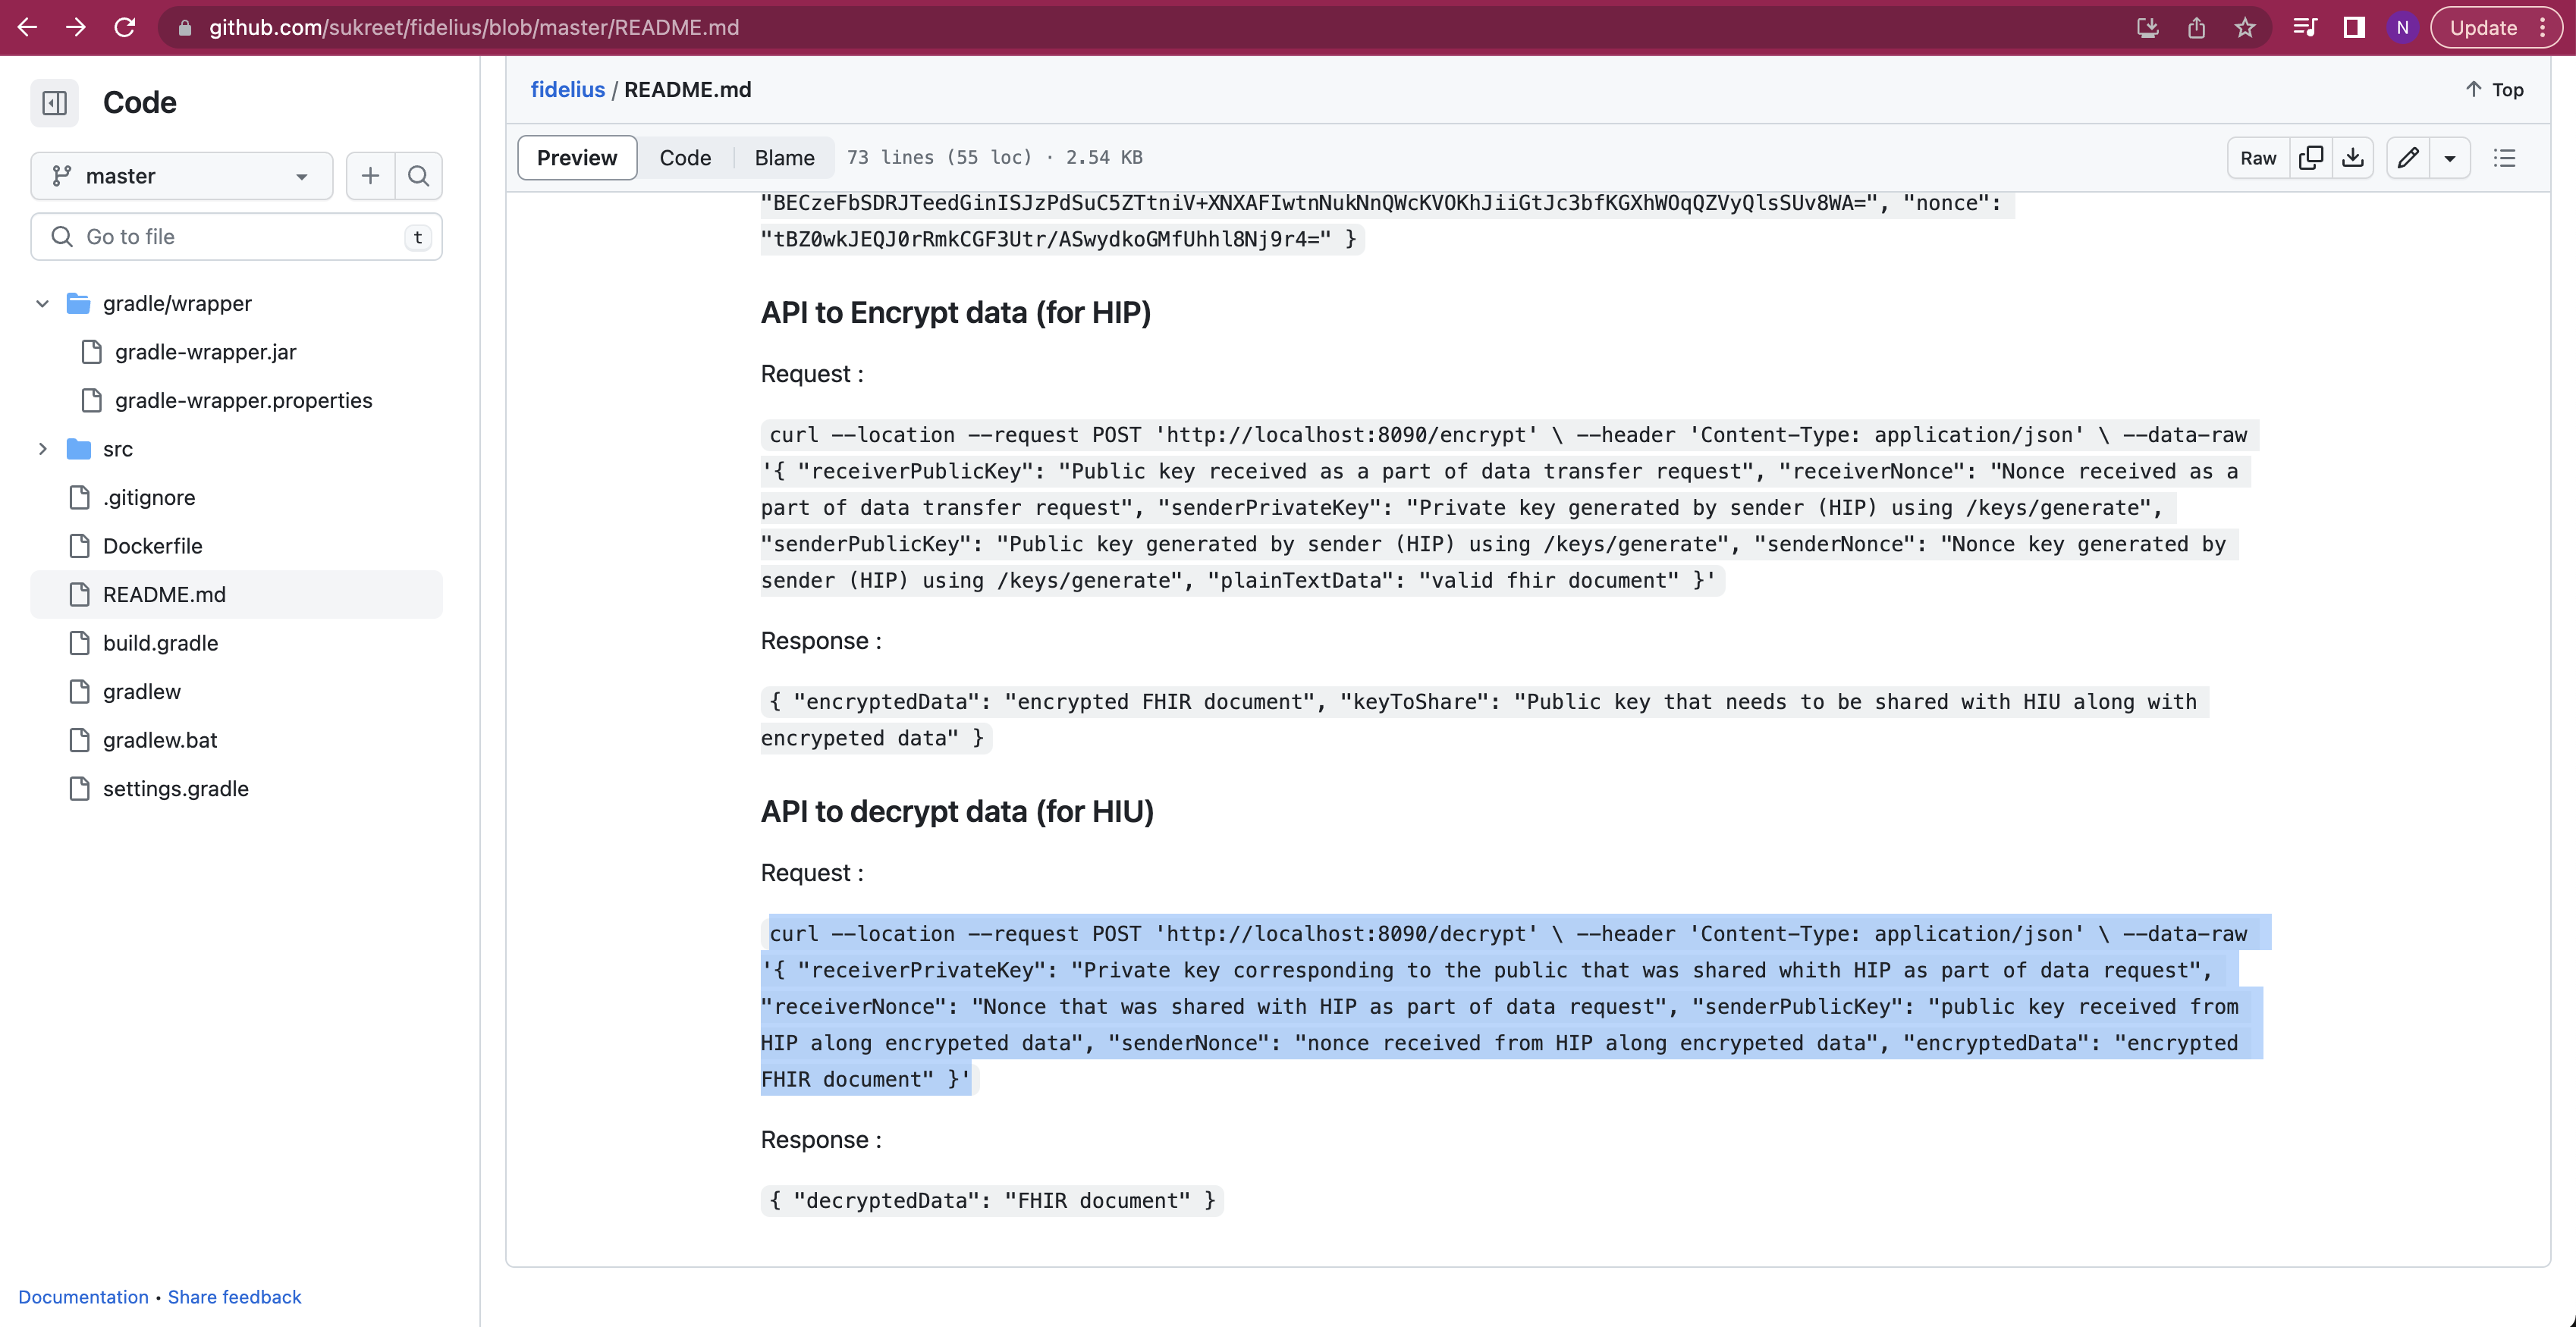 github.com/sukreet/fidelius/blob/master/README.md
N
Update
Code
master
Go to file
t
gradle/wrapper
gradle-wrapper.jar
gradle-wrapper.properties
src
.gitignore
Dockerfile
README.md
build.gradle
gradlew
gradlew.bat
settings.gradle
Documentation • Share feedback
fidelius / README.md
Top
Preview Code Blame 73 lines (55 loc) · 2.54 KB
Raw
"BECzeFbSDRJTeedGinISJzPdSuC5ZTtniV+XNXAFIwtnNukNnQWcKVOKhJiiGtJc3bfKGXhWOqQZVyQlsSUv8WA=", "nonce":
"tBZ0wkJEQJ0rRmkCGF3Utr/ASwydkoGMfUhhl8Nj9r4=" }
API to Encrypt data (for HIP)
Request :
curl --location --request POST 'http://localhost:8090/encrypt' \ --header 'Content-Type: application/json' \ --data-raw
'{ "receiverPublicKey": "Public key received as a part of data transfer request", "receiverNonce": "Nonce received as a
part of data transfer request", "senderPrivateKey": "Private key generated by sender (HIP) using /keys/generate",
"senderPublicKey": "Public key generated by sender (HIP) using /keys/generate", "senderNonce": "Nonce key generated by
sender (HIP) using /keys/generate", "plainTextData": "valid fhir document" }'
Response :
{ "encryptedData": "encrypted FHIR document", "keyToShare": "Public key that needs to be shared with HIU along with
encrypeted data" }
API to decrypt data (for HIU)
Request :
curl --location --request POST 'http://localhost:8090/decrypt' \ --header 'Content-Type: application/json' \ --data-raw
'{ "receiverPrivateKey": "Private key corresponding to the public that was shared whith HIP as part of data request",
"receiverNonce": "Nonce that was shared with HIP as part of data request", "senderPublicKey": "public key received from
HIP along encrypeted data", "senderNonce": "nonce received from HIP along encrypeted data", "encryptedData": "encrypted
FHIR document" }'
Response :
{ "decryptedData": "FHIR document" }